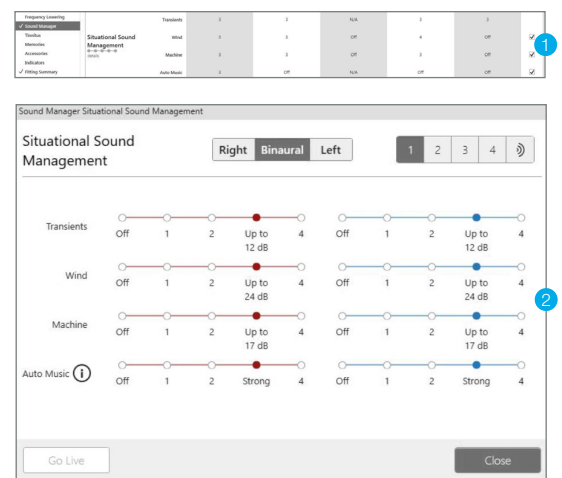 Frequency Lowering
✓ Sound Manager
Tinnitus
Memories
Accessories
Indicators
✓ Fitting Summary
Situational Sound
Management
details
Transients 3 3 N/A 3 3
Wind 3 3 Off 4 Off
Machine 3 3 Off 3 Off
Auto Music 3 Off N/A Off Off
1
Sound Manager Situational Sound Management
Situational Sound
Management
Right Binaural Left
1 2 3 4
Transients
Off 1 2 Up to 4 Off 1 2 Up to 4
12 dB 12 dB
Wind
Off 1 2 Up to 4 Off 1 2 Up to 4
24 dB 24 dB
2
Machine
Off 1 2 Up to 4 Off 1 2 Up to 4
17 dB 17 dB
Auto Music i
Off 1 2 Strong 4 Off 1 2 Strong 4
Go Live
Close